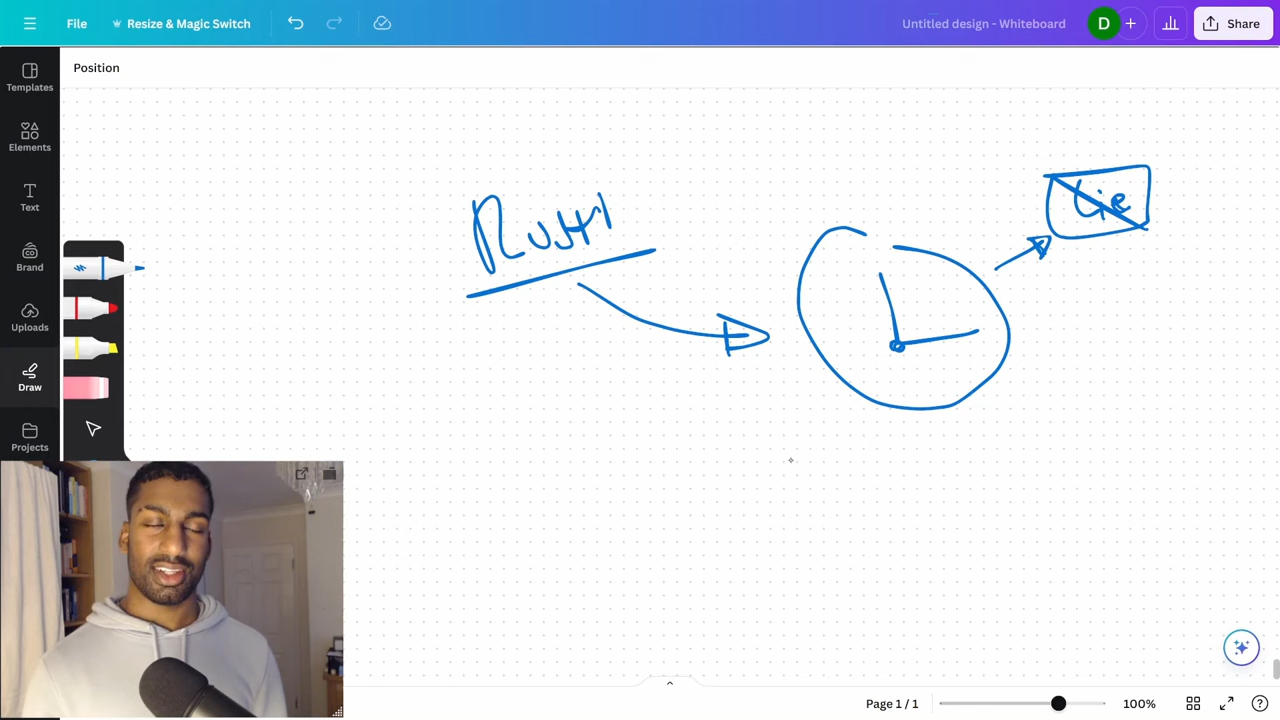 File
Resize & Magic Switch
Untitled design - Whiteboard
D
Share
Position
Templates
Elements
Text
Brand
Uploads
Draw
Projects
Lie
Page 1 / 1
100%